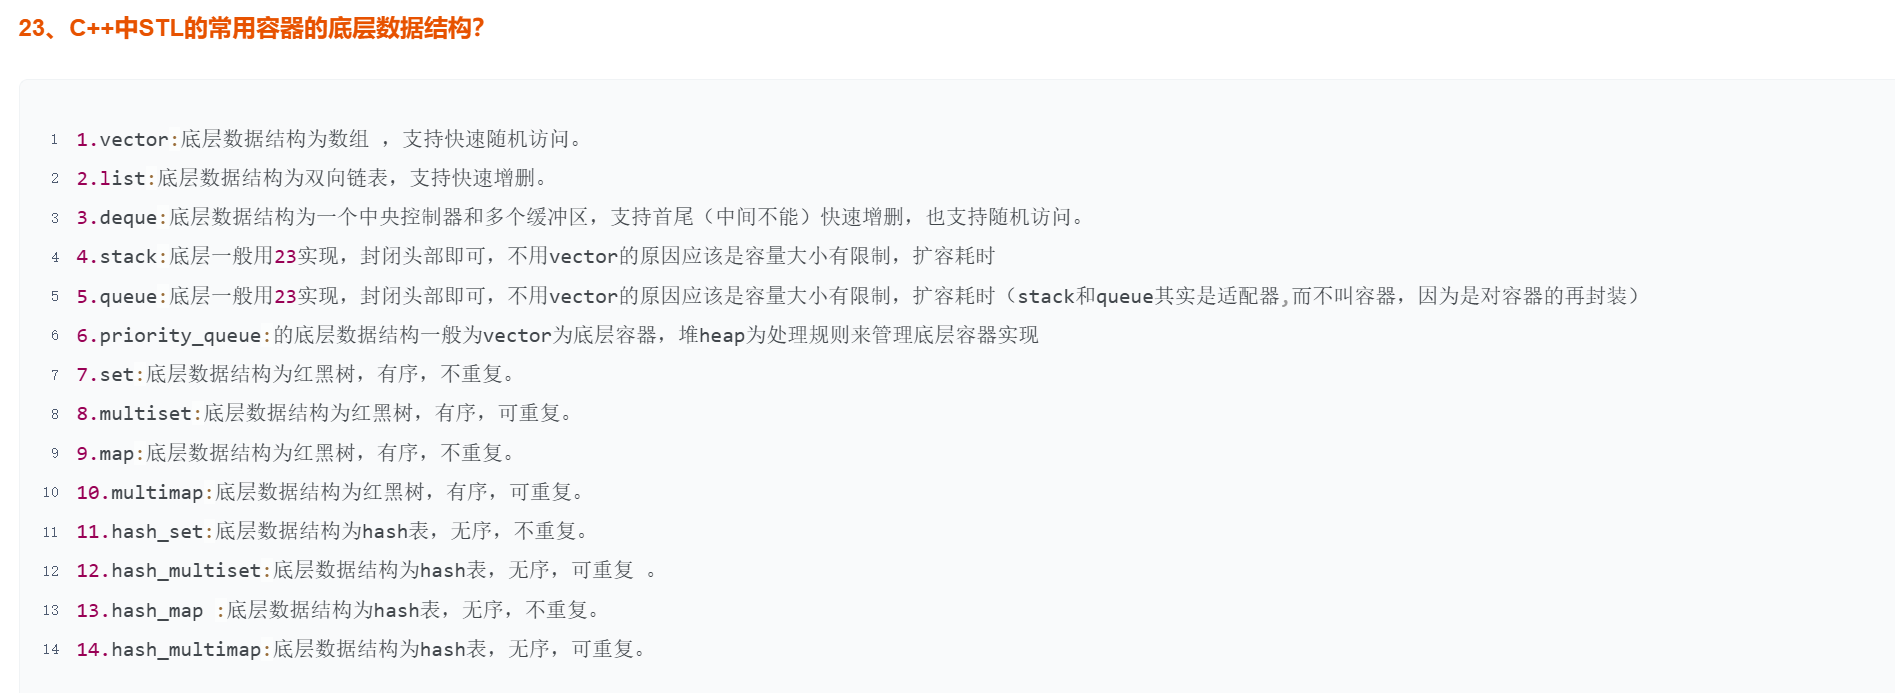 23、C++中STL的常用容器的底层数据结构?
1 1.vector:底层数据结构为数组 ，支持快速随机访问。
2 2.list:底层数据结构为双向链表，支持快速增删。
3 3.deque:底层数据结构为一个中央控制器和多个缓冲区，支持首尾（中间不能）快速增删，也支持随机访问。
4 4.stack:底层一般用23实现，封闭头部即可，不用vector的原因应该是容量大小有限制，扩容耗时
5 5.queue:底层一般用23实现，封闭头部即可，不用vector的原因应该是容量大小有限制，扩容耗时（stack和queue其实是适配器,而不叫容器，因为是对容器的再封装）
6 6.priority_queue:的底层数据结构一般为vector为底层容器，堆heap为处理规则来管理底层容器实现
7 7.set:底层数据结构为红黑树，有序，不重复。
8 8.multiset:底层数据结构为红黑树，有序，可重复。
9 9.map:底层数据结构为红黑树，有序，不重复。
10 10.multimap:底层数据结构为红黑树，有序，可重复。
11 11.hash_set:底层数据结构为hash表，无序，不重复。
12 12.hash_multiset:底层数据结构为hash表，无序，可重复 。
13 13.hash_map :底层数据结构为hash表，无序，不重复。
14 14.hash_multimap:底层数据结构为hash表，无序，可重复。